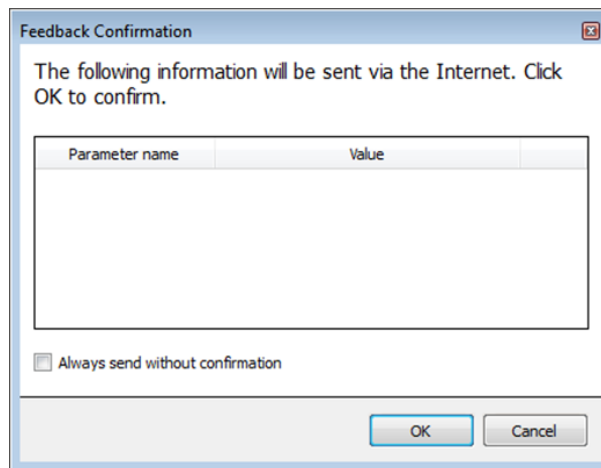 Feedback Confirmation
The following information will be sent via the Internet. Click
OK to confirm.
Parameter name Value
Always send without confirmation
OK Cancel